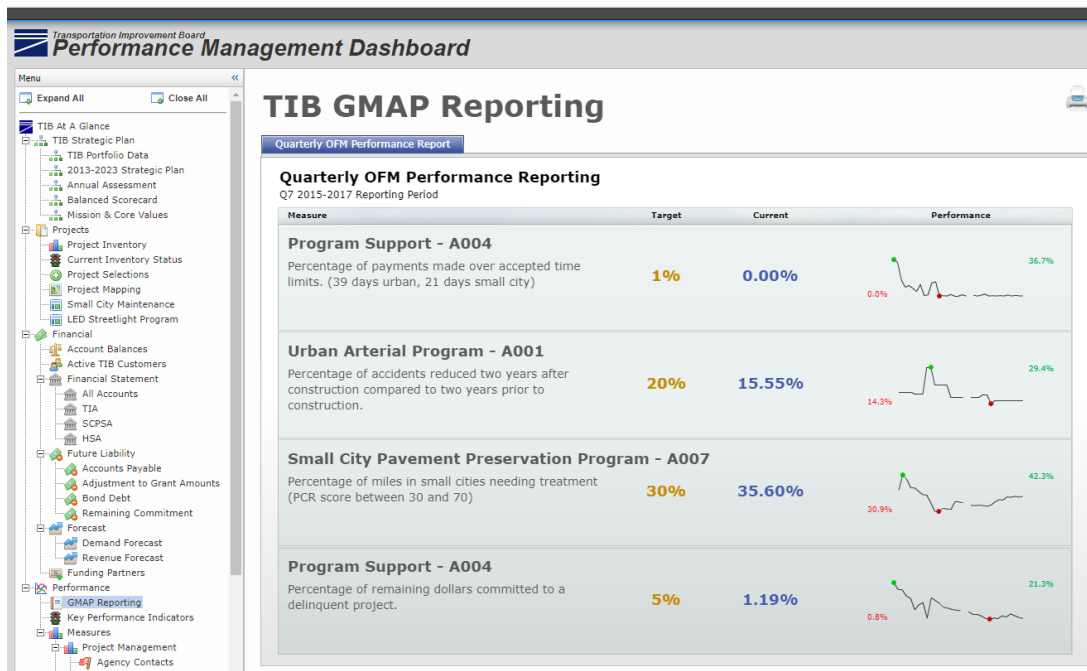 Transportation Improvement Board
Performance Management Dashboard
Menu
Expand All
Close All
TIB At A Glance
TIB Strategic Plan
TIB Portfolio Data
2013-2023 Strategic Plan
Annual Assessment
Balanced Scorecard
Mission & Core Values
Projects
Project Inventory
Current Inventory Status
Project Selections
Project Mapping
Small City Maintenance
LED Streetlight Program
Financial
Account Balances
Active TIB Customers
Financial Statement
All Accounts
TIA
SCPSA
HSA
Future Liability
Accounts Payable
Adjustment to Grant Amounts
Bond Debt
Remaining Commitment
Forecast
Demand Forecast
Revenue Forecast
Funding Partners
Performance
GMAP Reporting
Key Performance Indicators
Measures
Project Management
Agency Contacts
TIB GMAP Reporting
Quarterly OFM Performance Report
Quarterly OFM Performance Reporting
Q7 2015-2017 Reporting Period
Measure Target Current Performance
Program Support - A004
Percentage of payments made over accepted time
limits. (39 days urban, 21 days small city)
1% 0.00%
36.7%
0.0%
Urban Arterial Program - A001
Percentage of accidents reduced two years after
construction compared to two years prior to
construction.
20% 15.55%
29.4%
14.3%
Small City Pavement Preservation Program - A007
Percentage of miles in small cities needing treatment
(PCR score between 30 and 70)
30% 35.60%
42.3%
30.9%
Program Support - A004
Percentage of remaining dollars committed to a
delinquent project.
5% 1.19%
21.3%
0.8%